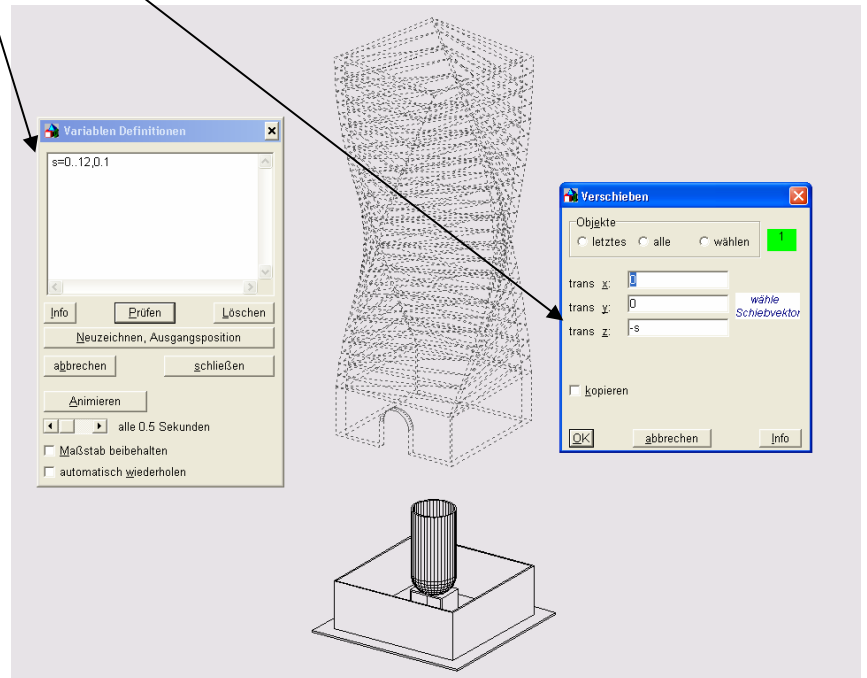 Variablen Definitionen
s=0..12,0.1
Info Prüfen Löschen
Neuzeichnen, Ausgangsposition
abbrechen schließen
Animieren
alle 0.5 Sekunden
Maßstab beibehalten
automatisch wiederholen
Verschieben
Objekte
letztes alle wählen 1
trans x: 0
trans y: 0
trans z: -s
wähle
Schiebvektor
kopieren
OK abbrechen Info